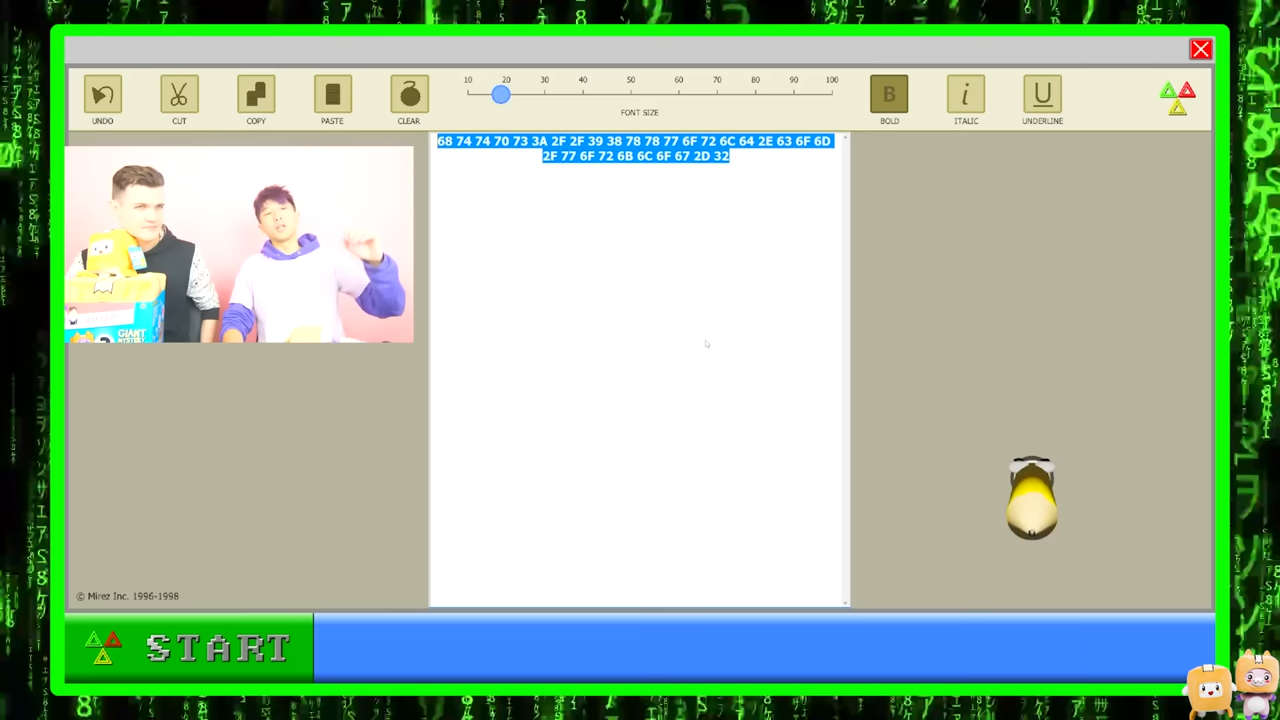 10 20 30 40 50 60 70 80 90 100
FONT SIZE
UNDO CUT COPY PASTE CLEAR B BOLD i ITALIC U UNDERLINE
68 74 74 70 73 3A 2F 2F 39 38 78 78 77 6F 72 6C 64 2E 63 6F 6D
2F 77 6F 72 6B 6C 6F 67 2D 32
GIANT
© Mirez Inc. 1996-1998
START